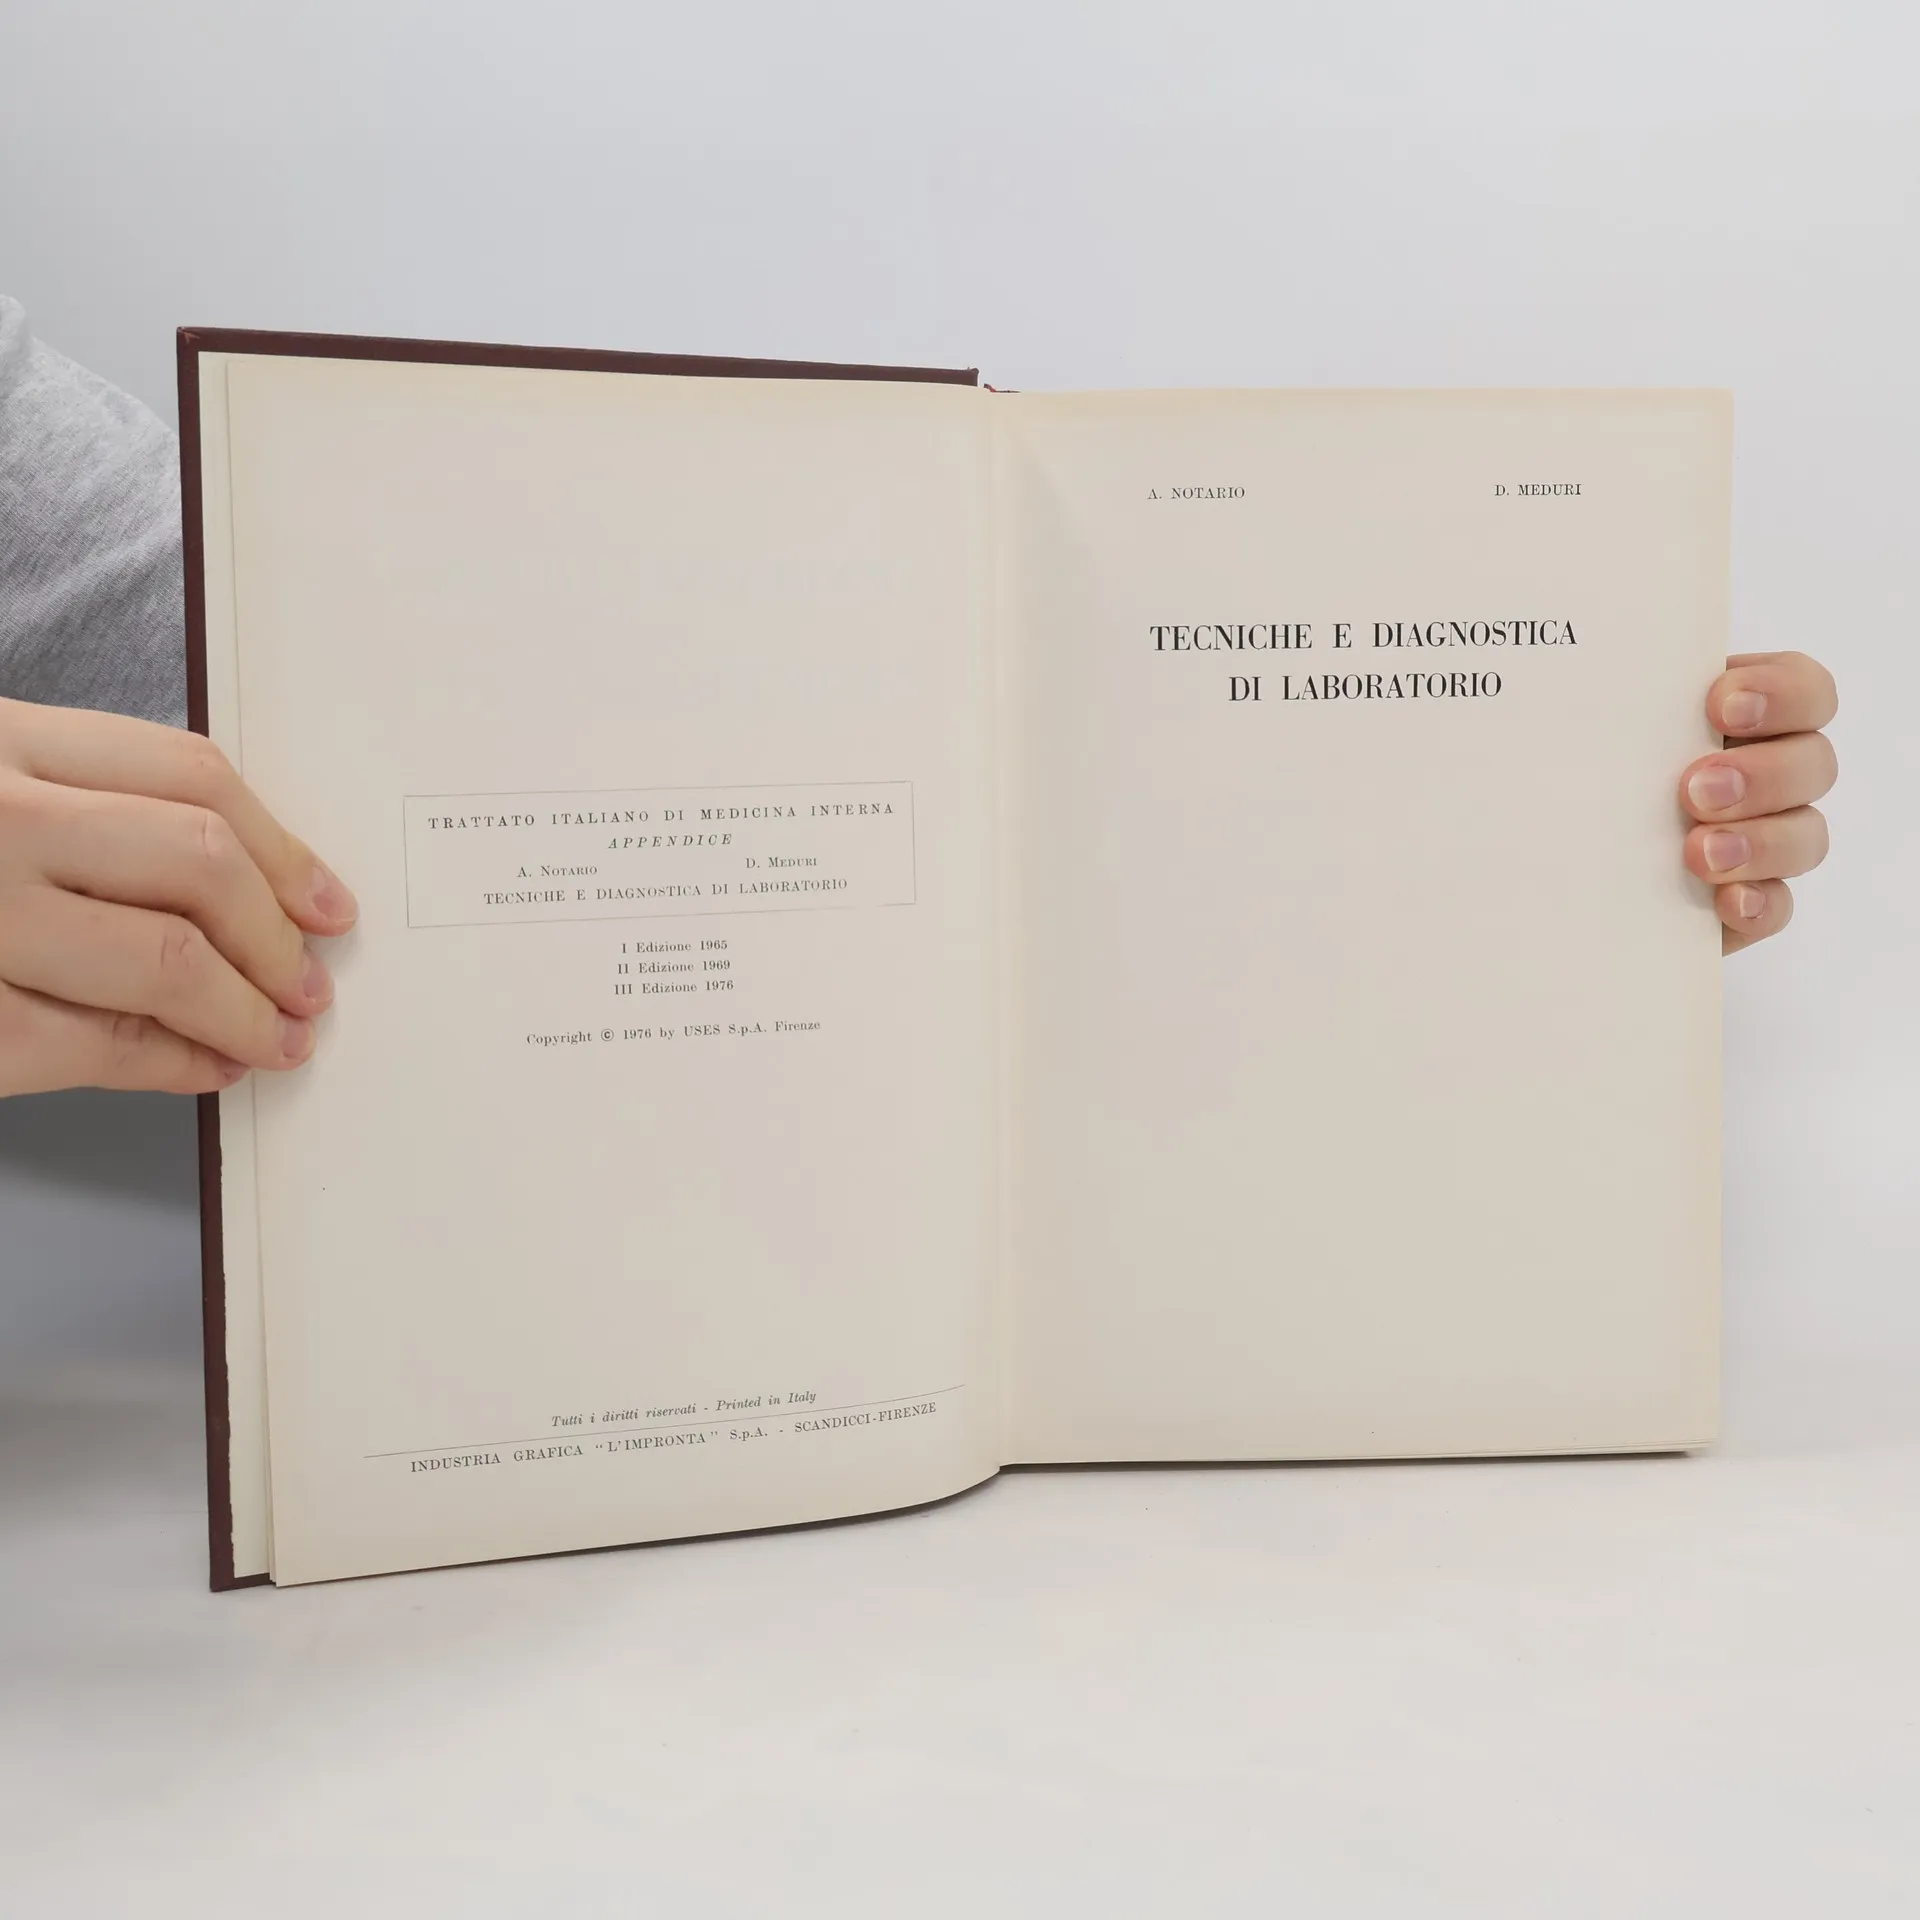 TRATTATO ITALIANO DI MEDICINA INTERNA
APPENDICE
A. NOTARIO D. MEDURI
TECNICHE E DIAGNOSTICA DI LABORATORIO
I Edizione 1965
II Edizione 1969
III Edizione 1976
Copyright © 1976 by USES S.p.A. Firenze
Tutti i diritti riservati - Printed in Italy
INDUSTRIA GRAFICA “L'IMPRONTA” S.p.A. - SCANDICCI-FIRENZE
A. NOTARIO D. MEDURI
TECNICHE E DIAGNOSTICA
DI LABORATORIO